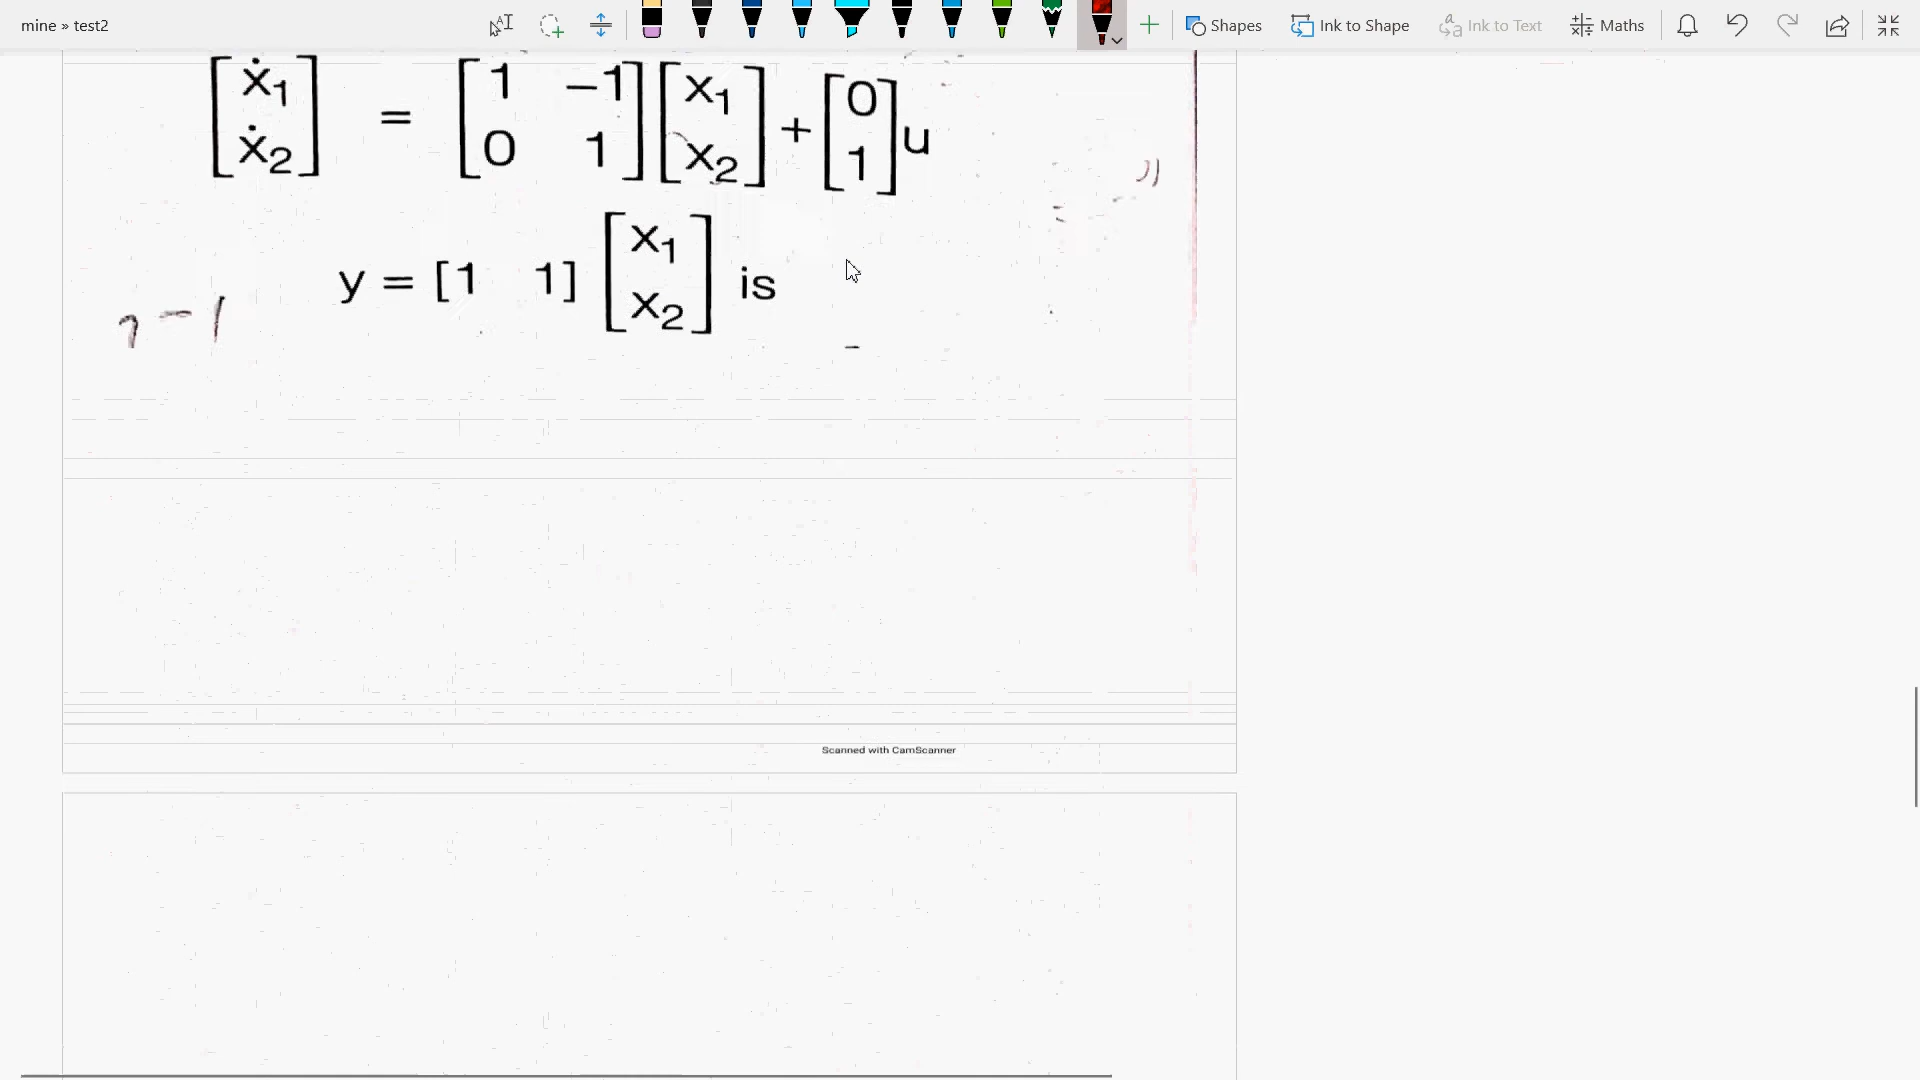 mine » test2 Shapes Ink to Shape Ink to Text Maths
[ẋ1 ẋ2] = [1 −1 0 1] [x1 x2] + [0 1] u
y = [1 1] [x1 x2] is
Scanned with CamScanner